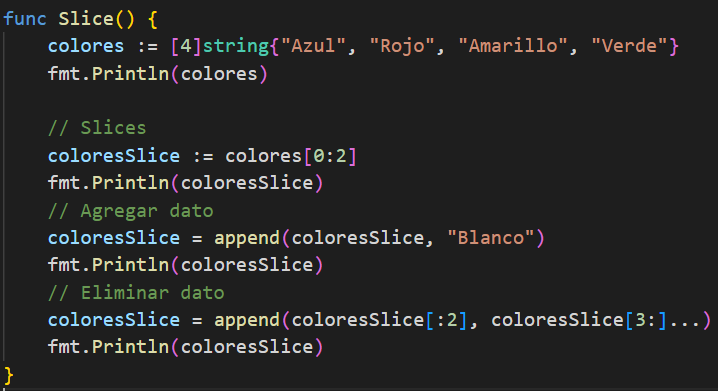 func Slice() {
    colores := [4]string{"Azul", "Rojo", "Amarillo", "Verde"}
    fmt.Println(colores)

    // Slices
    coloresSlice := colores[0:2]
    fmt.Println(coloresSlice)
    // Agregar dato
    coloresSlice = append(coloresSlice, "Blanco")
    fmt.Println(coloresSlice)
    // Eliminar dato
    coloresSlice = append(coloresSlice[:2], coloresSlice[3:]...)
    fmt.Println(coloresSlice)
}